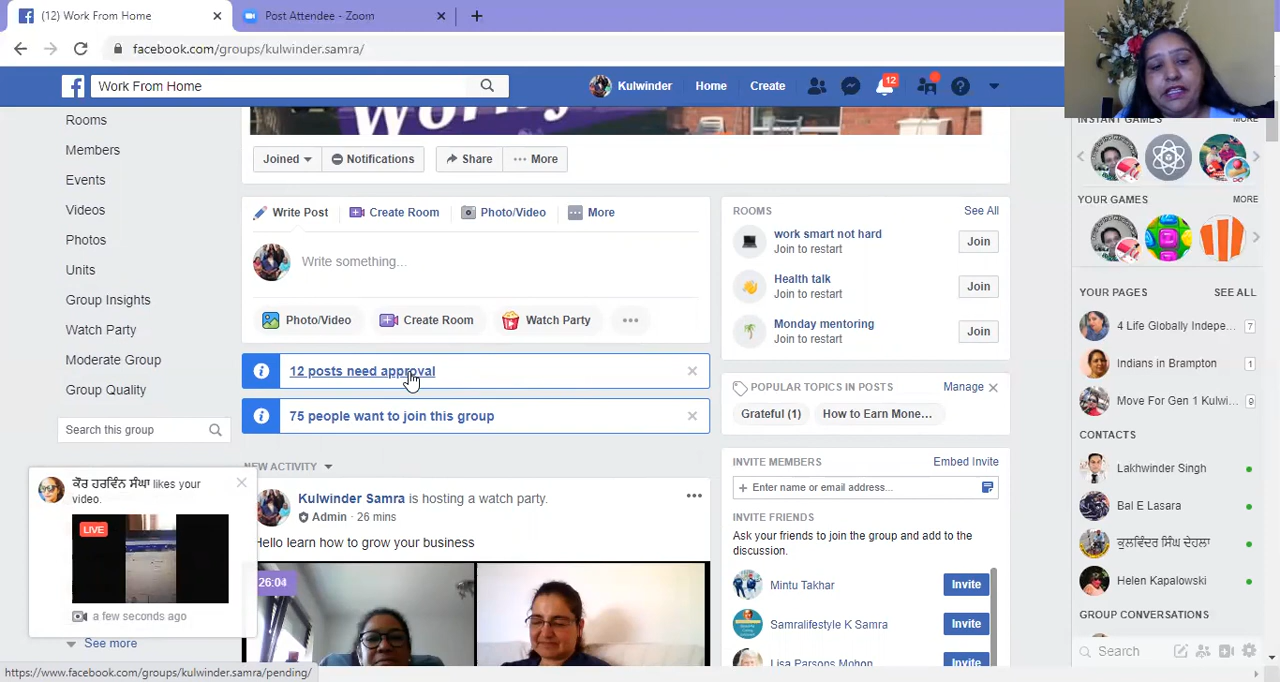 (12) Work From Home
Post Attendee - Zoom
facebook.com/groups/kulwinder.samra/
Work From Home
Kulwinder
Home
Create
12
Rooms
Members
Events
Videos
Photos
Units
Group Insights
Watch Party
Moderate Group
Group Quality
Search this group
Worry
Joined
Notifications
Share
More
Write Post
Create Room
Photo/Video
More
Write something...
Photo/Video
Create Room
Watch Party
12 posts need approval
75 people want to join this group
NEW ACTIVITY
Kulwinder Samra is hosting a watch party.
Admin · 26 mins
Hello learn how to grow your business
26:04
ਕੌਰ ਹਰਵਿੰਨ ਸੰਘਾ likes your
video.
LIVE
a few seconds ago
See more
https://www.facebook.com/groups/kulwinder.samra/pending/
ROOMS
See All
work smart not hard
Join to restart
Join
Health talk
Join to restart
Join
Monday mentoring
Join to restart
Join
POPULAR TOPICS IN POSTS
Manage
Grateful (1)
How to Earn Mone...
INVITE MEMBERS
Embed Invite
Enter name or email address...
INVITE FRIENDS
Ask your friends to join the group and add to the
discussion.
Mintu Takhar
Invite
Samralifestyle K Samra
Invite
Lisa Parsons Mohon
Invite
INSTANT GAMES
MORE
YOUR GAMES
MORE
YOUR PAGES
SEE ALL
4 Life Globally Indepe...
7
Indians in Brampton
1
Move For Gen 1 Kulwi...
9
CONTACTS
Lakhwinder Singh
Bal E Lasara
ਕੁਲਵਿੰਦਰ ਸਿੰਘ ਦੇਹਲਾ
Helen Kapalowski
GROUP CONVERSATIONS
Search